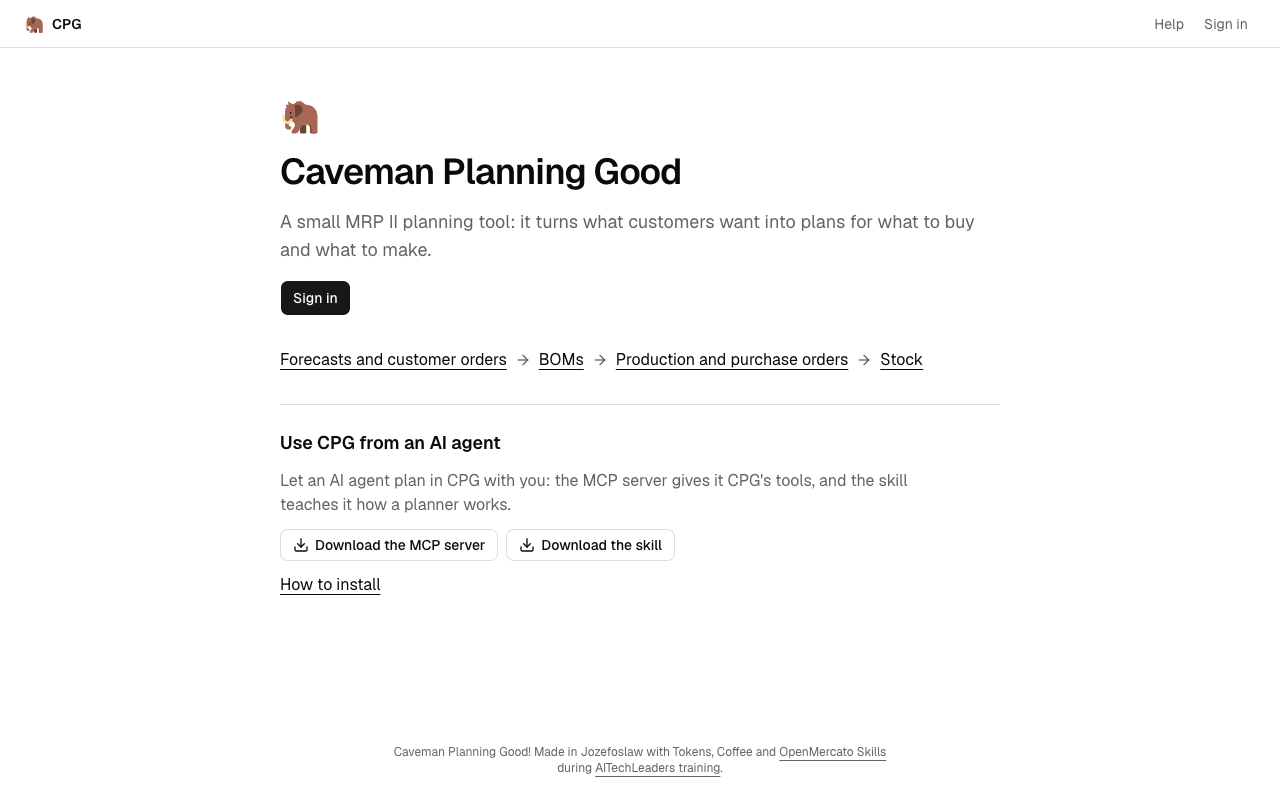 CPG
Help
Sign in
Caveman Planning Good
A small MRP II planning tool: it turns what customers want into plans for what to buy
and what to make.
Sign in
Forecasts and customer orders → BOMs → Production and purchase orders → Stock
Use CPG from an AI agent
Let an AI agent plan in CPG with you: the MCP server gives it CPG's tools, and the skill
teaches it how a planner works.
Download the MCP server
Download the skill
How to install
Caveman Planning Good! Made in Jozefoslaw with Tokens, Coffee and OpenMercato Skills
during AITechLeaders training.